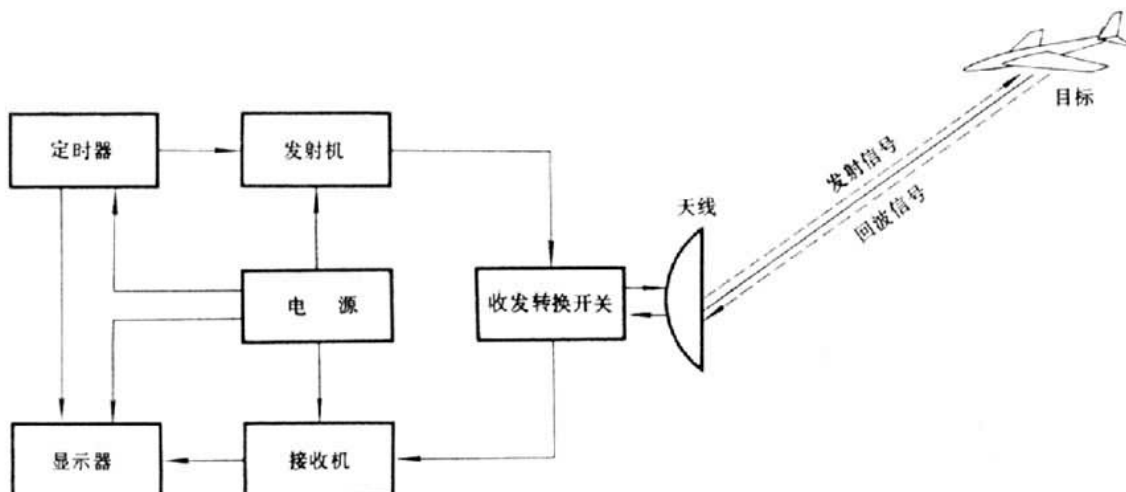 目标
定时器
发射机
发射信号
回波信号
天线
电 源
收发转换开关
显示器
接收机